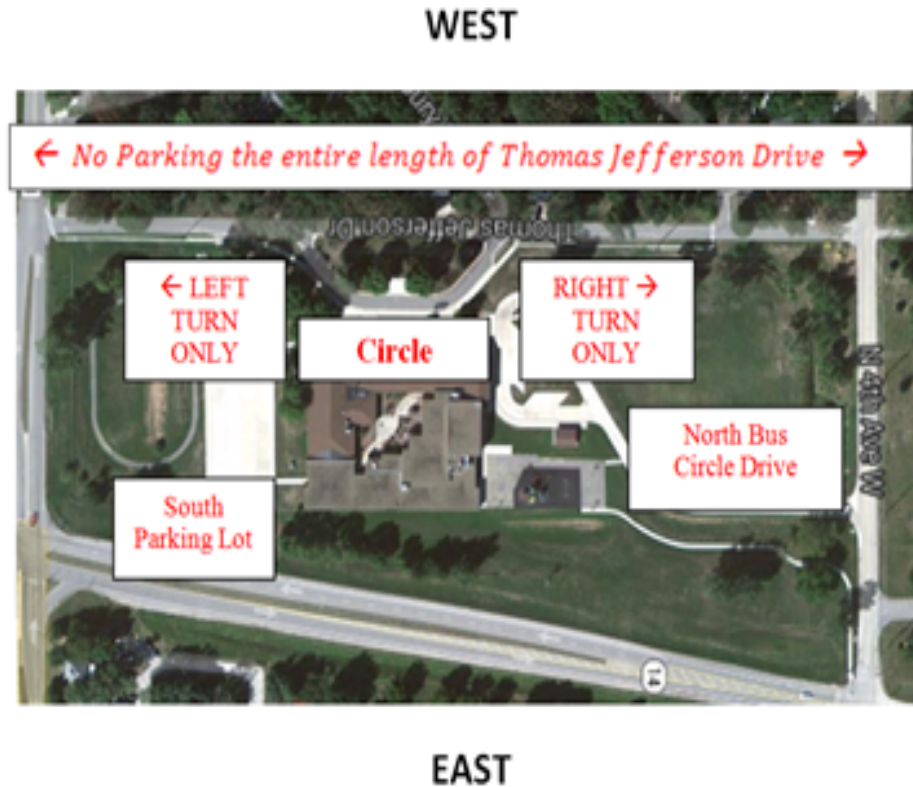 WEST
← No Parking the entire length of Thomas Jefferson Drive →
Thomas Jefferson Dr
← LEFT
TURN
ONLY
RIGHT →
TURN
ONLY
Circle
N 4th Ave W
North Bus
Circle Drive
South
Parking Lot
14
EAST